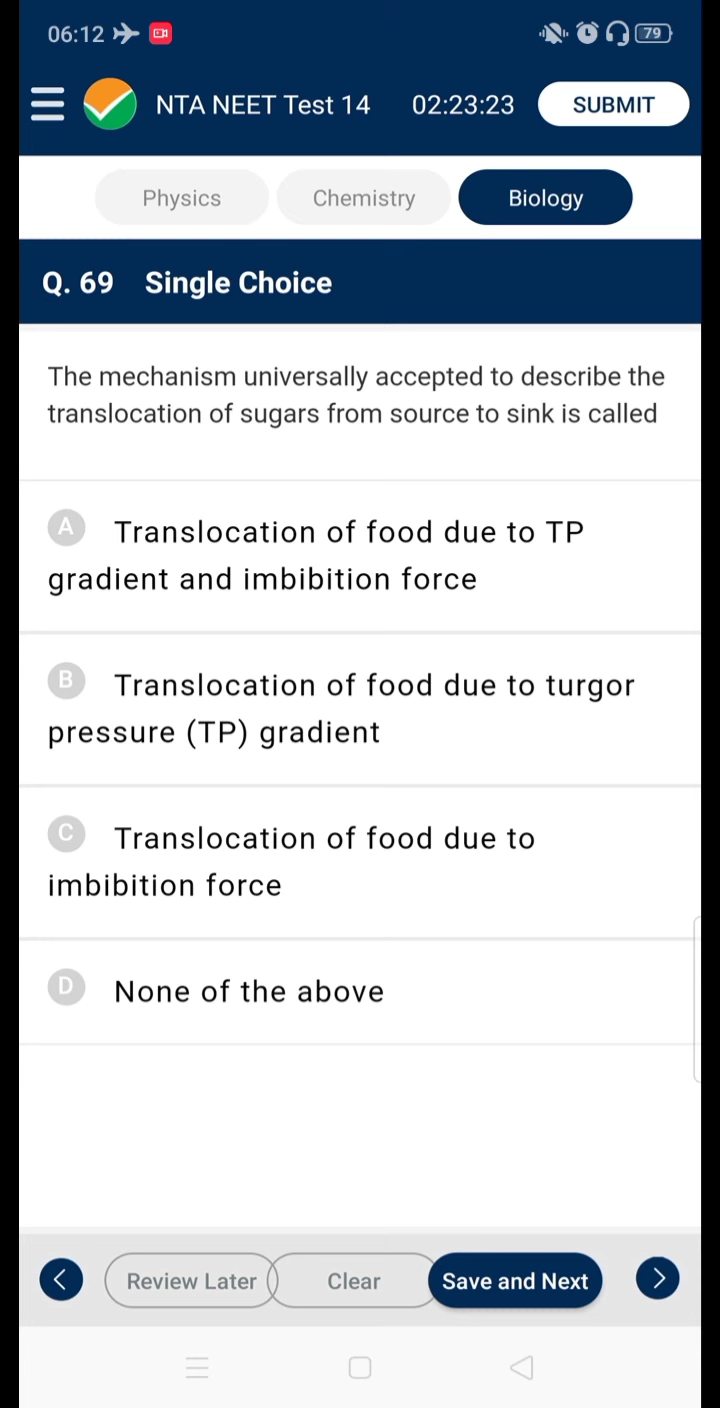 06:12 79
NTA NEET Test 14 02:23:23 SUBMIT
Physics Chemistry Biology
Q. 69 Single Choice
The mechanism universally accepted to describe the
translocation of sugars from source to sink is called
A Translocation of food due to TP
gradient and imbibition force
B Translocation of food due to turgor
pressure (TP) gradient
C Translocation of food due to
imbibition force
D None of the above
Review Later Clear Save and Next